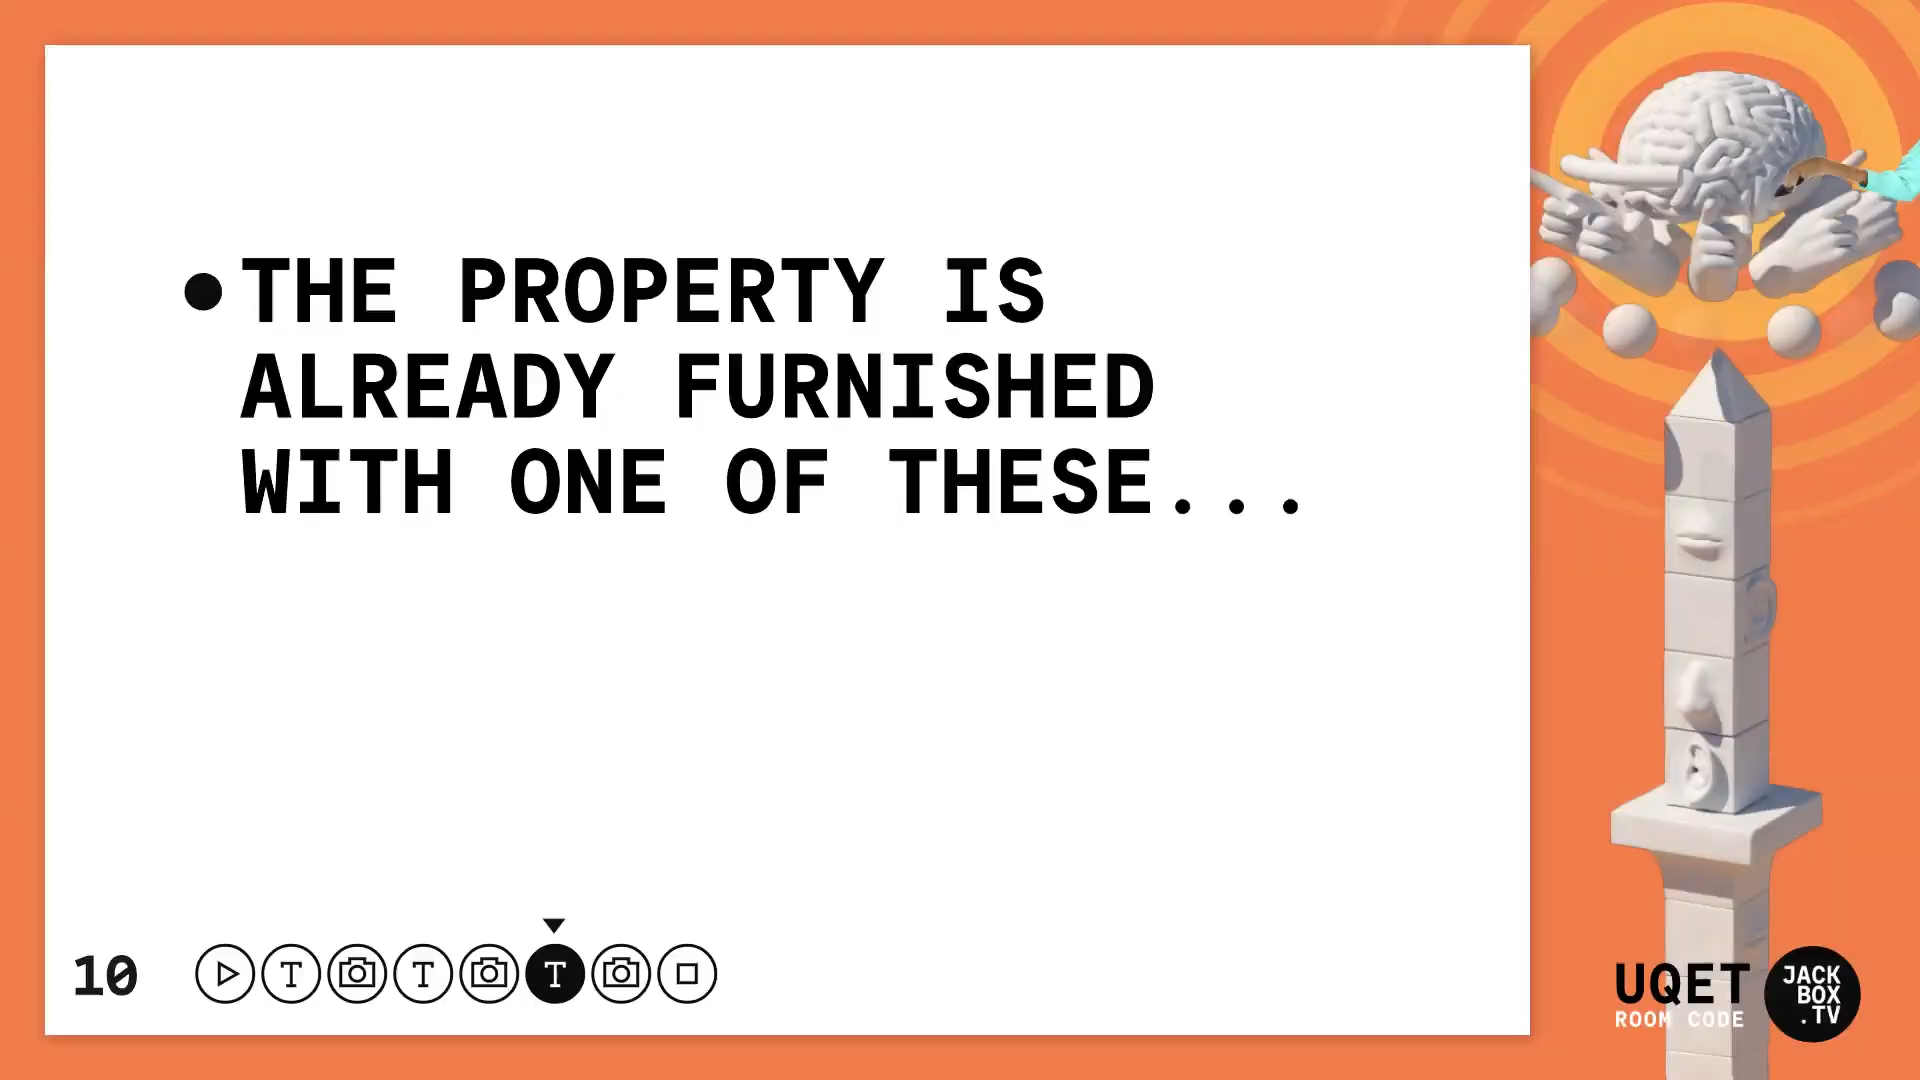 •THE PROPERTY IS
ALREADY FURNISHED
WITH ONE OF THESE...
10
T
T
T
UQET
ROOM CODE
JACK
BOX
.TV